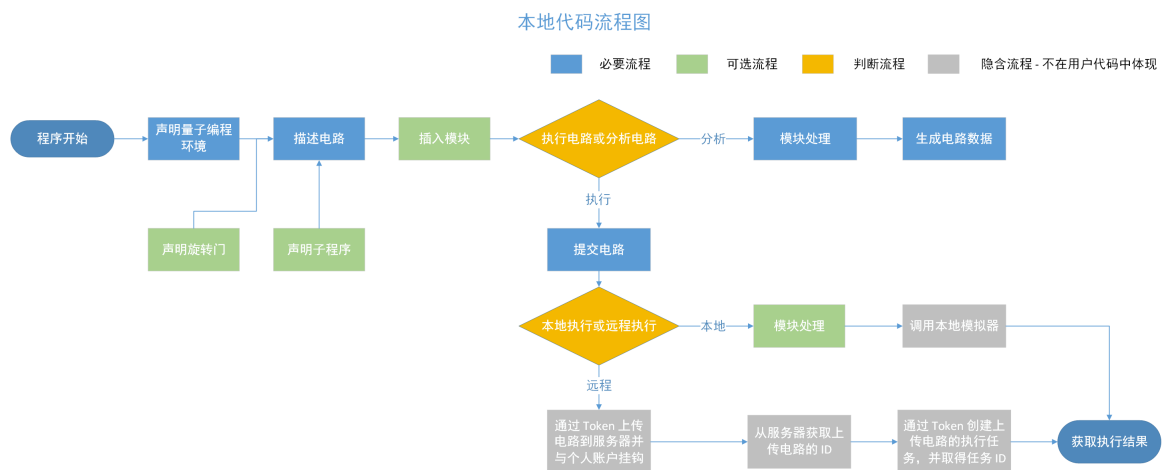 本地代码流程图
必要流程
可选流程
判断流程
隐含流程 - 不在用户代码中体现
程序开始
声明量子编程
环境
描述电路
插入模块
执行电路或分析电路
分析
模块处理
生成电路数据
执行
声明旋转门
声明子程序
提交电路
本地执行或远程执行
本地
模块处理
调用本地模拟器
远程
通过 Token 上传
电路到服务器并
与个人账户挂钩
从服务器获取上
传电路的 ID
通过 Token 创建上
传电路的执行任
务，并取得任务 ID
获取执行结果